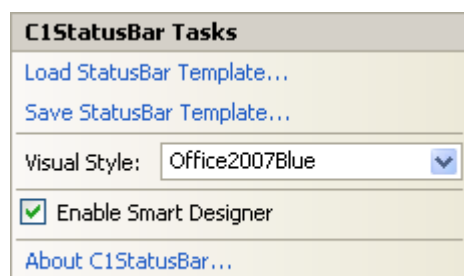 C1StatusBar Tasks
Load StatusBar Template...
Save StatusBar Template...
Visual Style: Office2007Blue
Enable Smart Designer
About C1StatusBar...